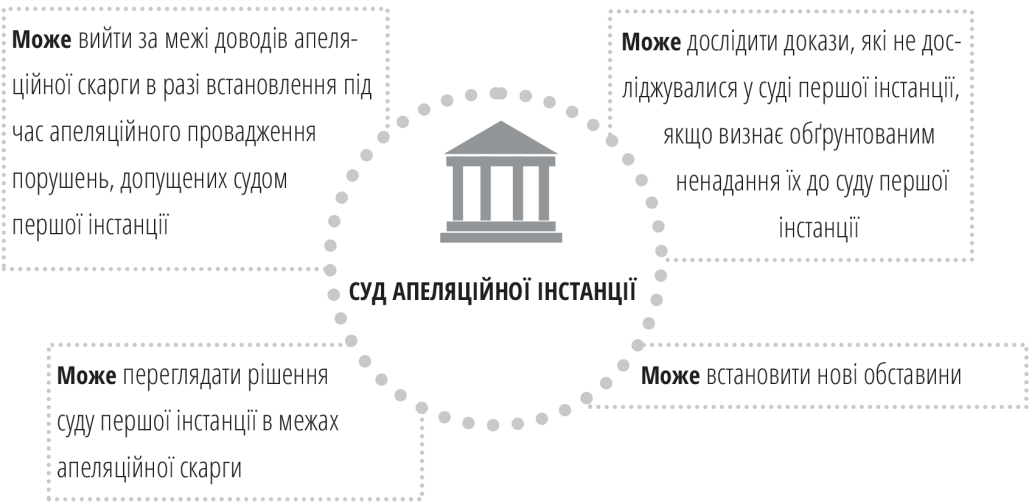 Може вийти за межі доводів апеля-
ційної скарги в разі встановлення під
час апеляційного провадження
порушень, допущених судом
першої інстанції
Може дослідити докази, які не дос-
ліджувалися у суді першої інстанції,
якщо визнає обґрунтованим
ненадання їх до суду першої
інстанції
СУД АПЕЛЯЦІЙНОЇ ІНСТАНЦІЇ
Може переглядати рішення
суду першої інстанції в межах
апеляційної скарги
Може встановити нові обставини